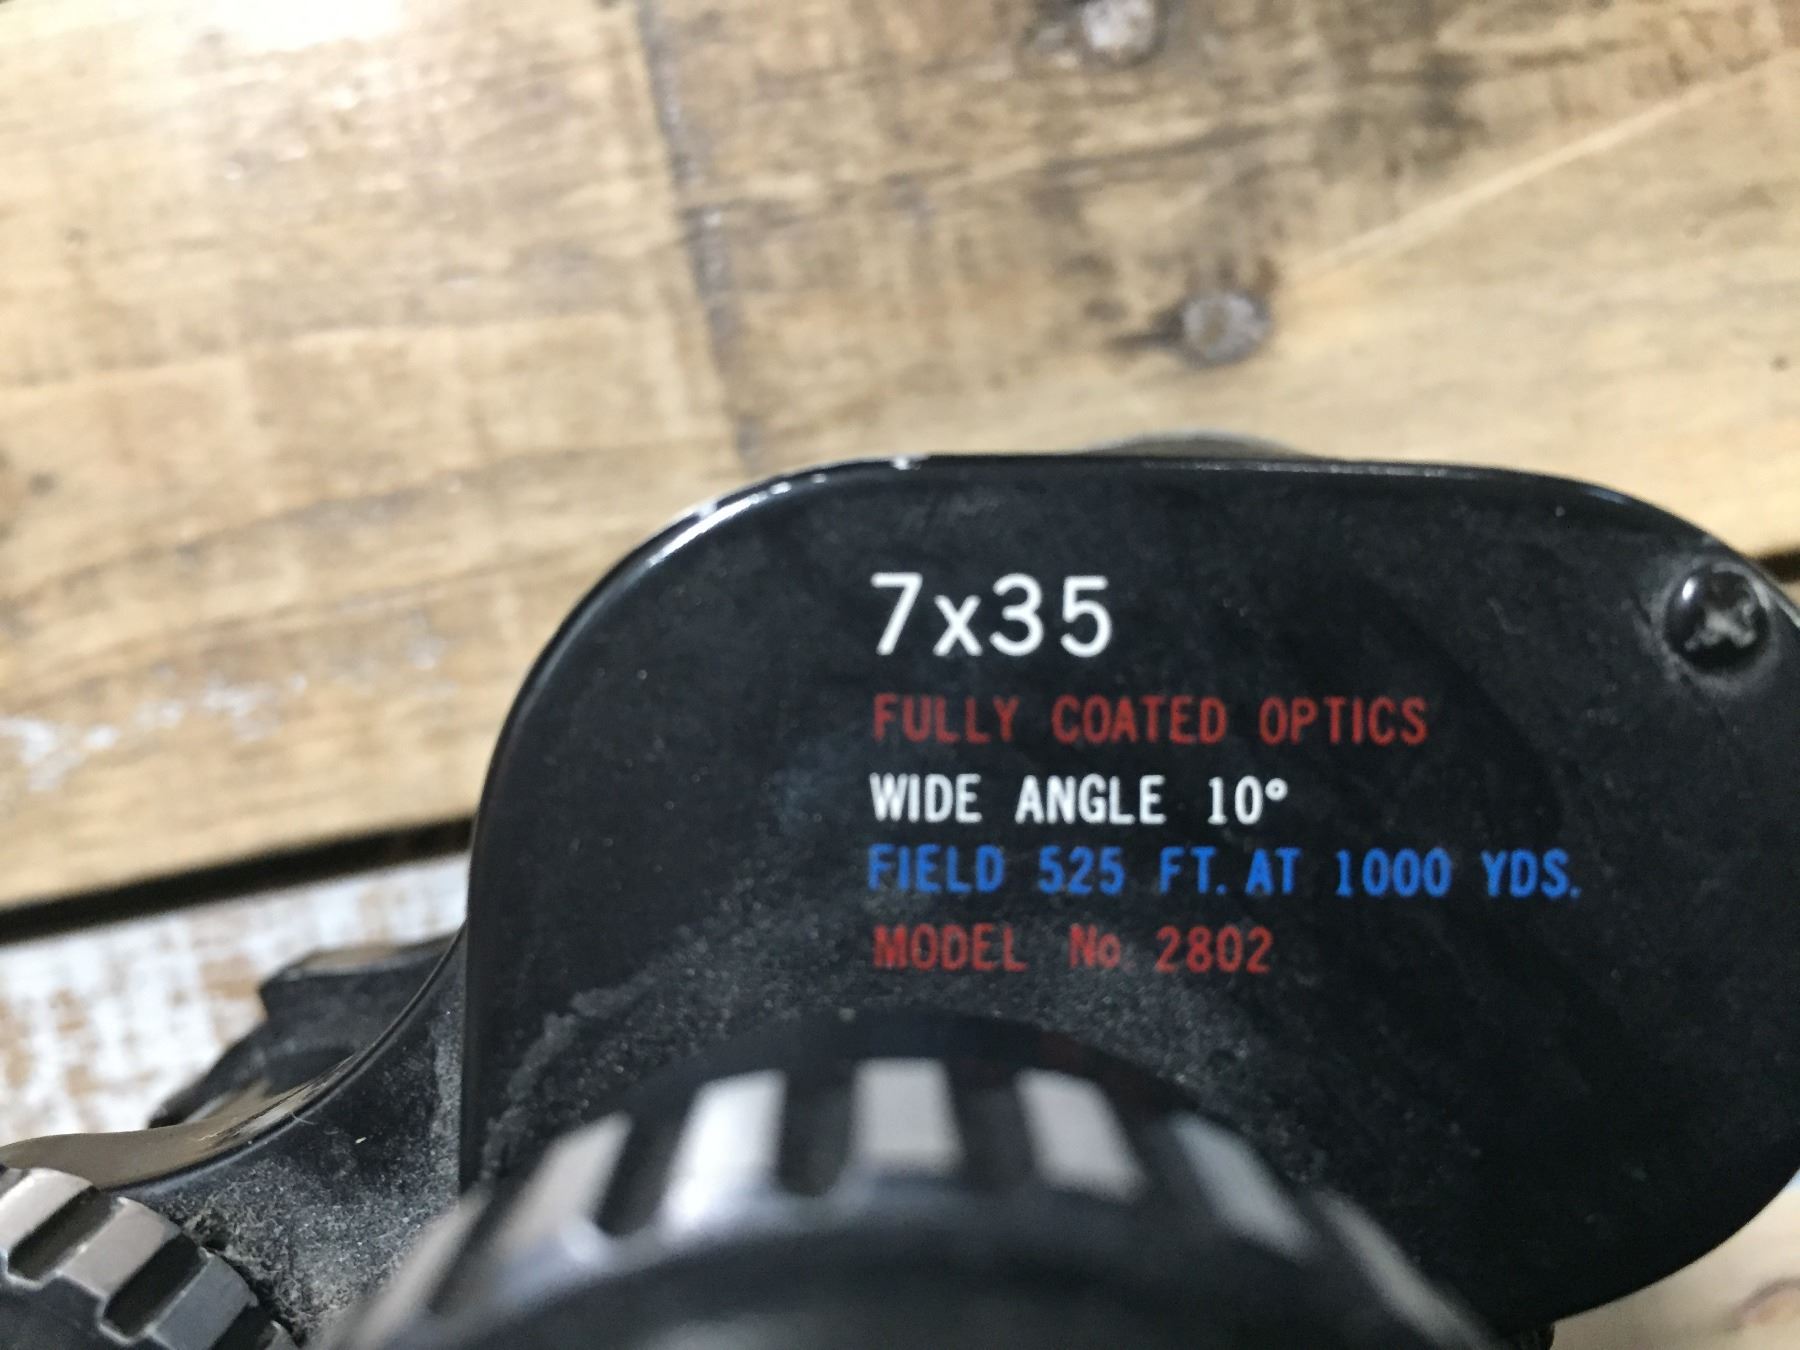 7x35
FULLY COATED OPTICS
WIDE ANGLE 10°
FIELD 525 FT. AT 1000 YDS.
MODEL No. 2802